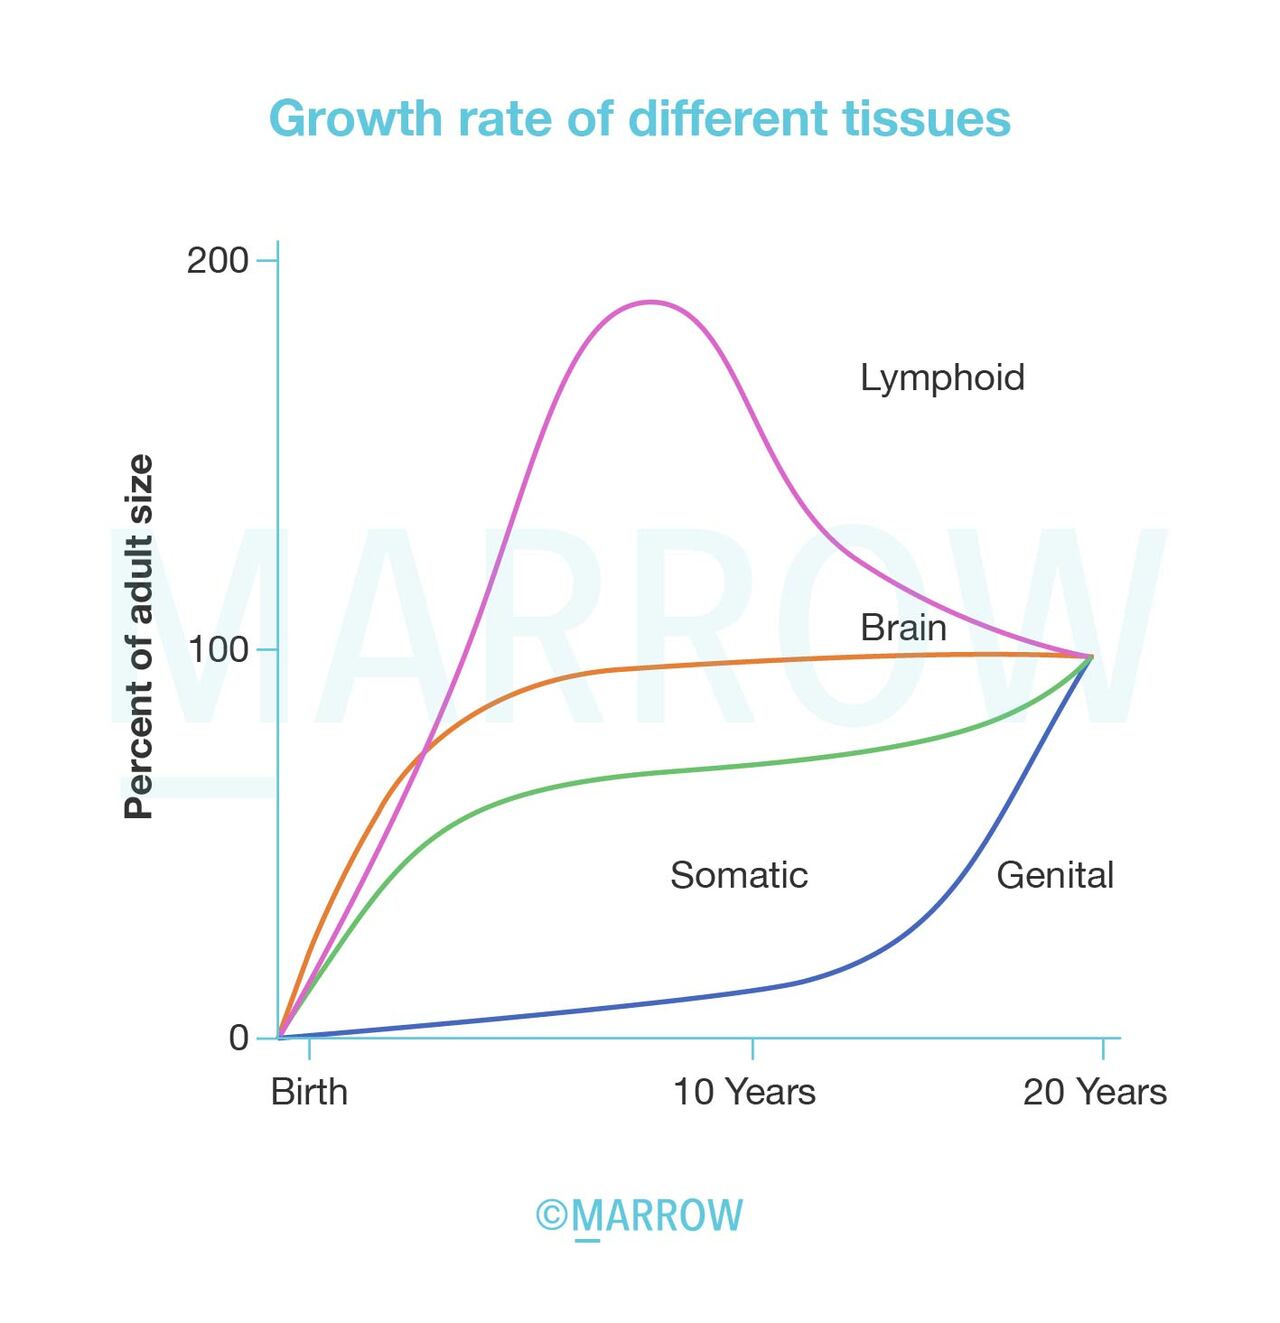 Growth rate of different tissues
200
Lymphoid
Percent of adult size
MARROW
Brain
100
Somatic
Genital
0
Birth
10 Years
20 Years
©MARROW